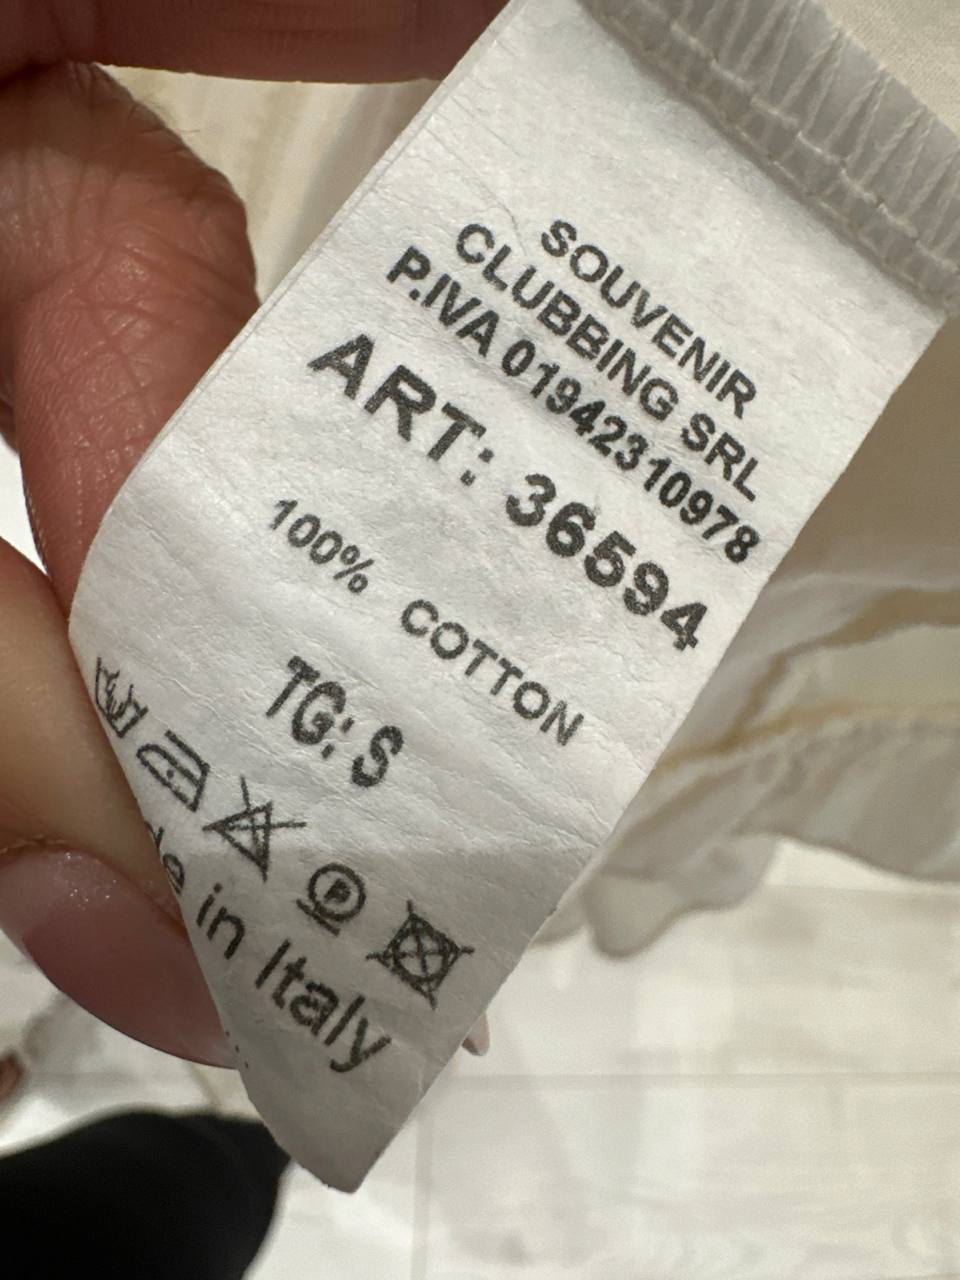 SOUVENIR
CLUBBING SRL
P.IVA 01942310978
ART: 36594
100% COTTON
TG: S
P
in Italy